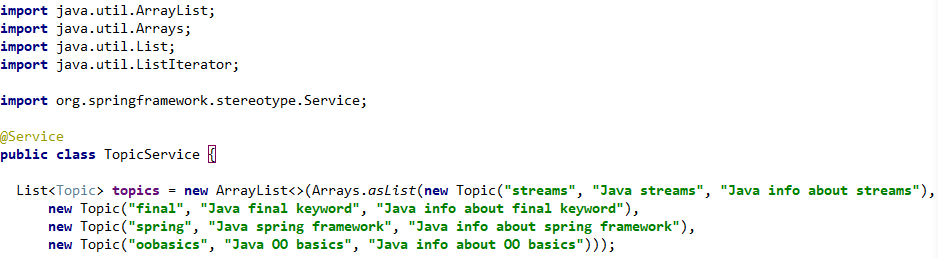 import java.util.ArrayList;
import java.util.Arrays;
import java.util.List;
import java.util.ListIterator;
import org.springframework.stereotype.Service;
@Service
public class TopicService {
List<Topic> topics = new ArrayList<>(Arrays.asList(new Topic("streams", "Java streams", "Java info about streams"),
new Topic("final", "Java final keyword", "Java info about final keyword"),
new Topic("spring", "Java spring framework", "Java info about spring framework"),
new Topic("oobasics", "Java OO basics", "Java info about OO basics")));